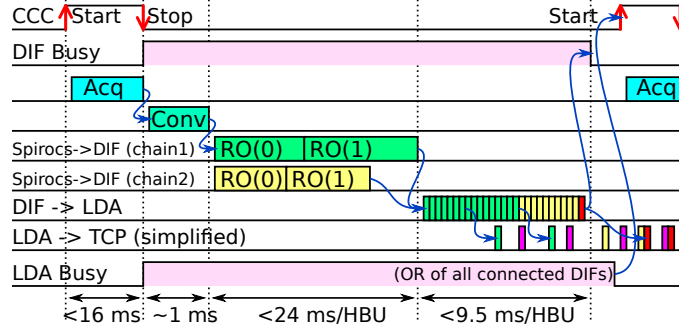 CCC Start Stop Start
DIF Busy
Acq Acq
Conv
Spirocs->DIF (chain1) RO(0) RO(1)
Spirocs->DIF (chain2) RO(0) RO(1)
DIF -> LDA
LDA -> TCP (simplified)
LDA Busy (OR of all connected DIFs)
<16 ms ~1 ms <24 ms/HBU <9.5 ms/HBU